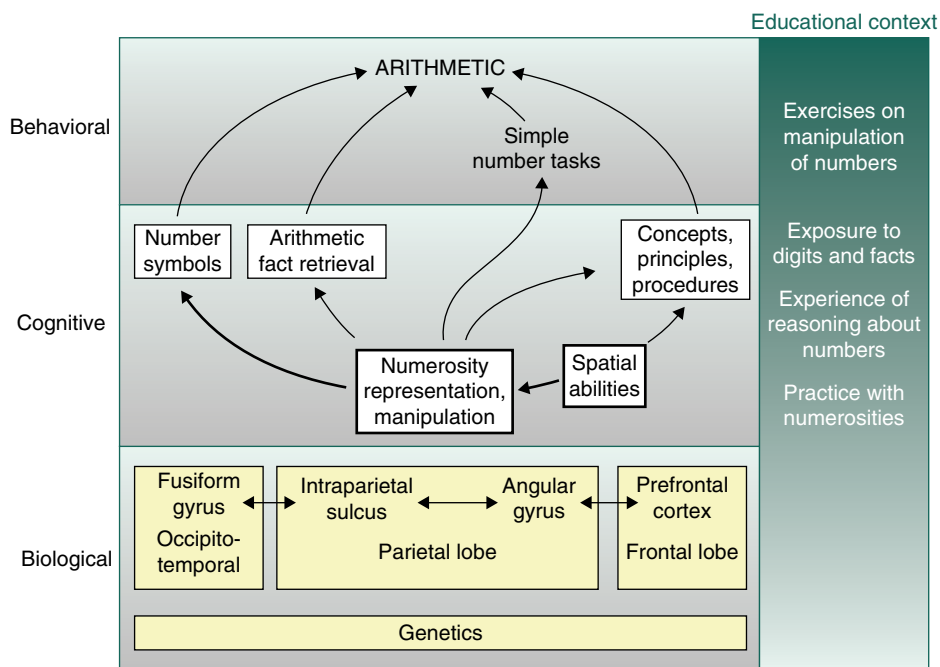 Educational context
Behavioral
ARITHMETIC
Simple
number tasks
Exercises on
manipulation
of numbers
Cognitive
Number
symbols
Arithmetic
fact retrieval
Concepts,
principles,
procedures
Numerosity
representation,
manipulation
Spatial
abilities
Exposure to
digits and facts
Experience of
reasoning about
numbers
Practice with
numerosities
Biological
Fusiform
gyrus
Occipito-
temporal
Intraparietal
sulcus
Angular
gyrus
Parietal lobe
Prefrontal
cortex
Frontal lobe
Genetics